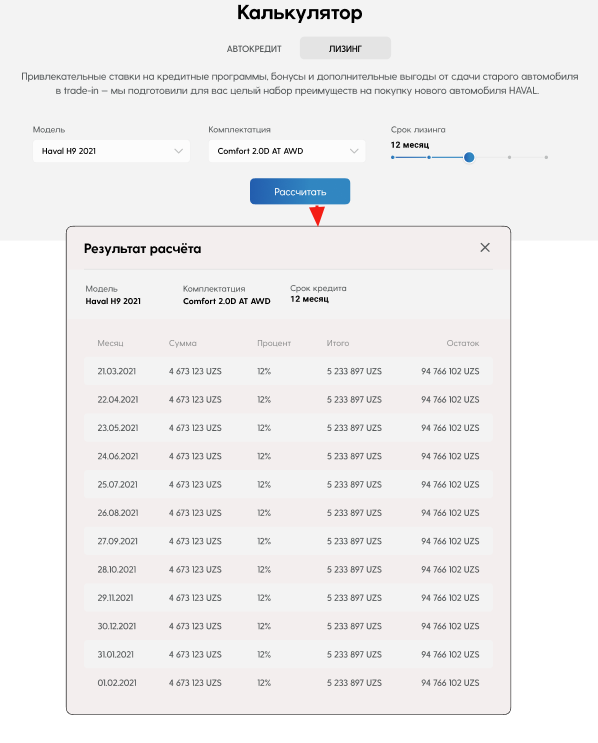 Калькулятор
АВТОКРЕДИТ ЛИЗИНГ
Привлекательные ставки на кредитные программы, бонусы и дополнительные выгоды от сдачи старого автомобиля
в trade-in — мы подготовили для вас целый набор преимуществ на покупку нового автомобиля HAVAL.
Модель Комплектация Срок лизинга
Haval H9 2021 Comfort 2.0D AT AWD 12 месяц
Рассчитать
Результат расчёта
Модель Комплектация Срок кредита
Haval H9 2021 Comfort 2.0D AT AWD 12 месяц
Месяц Сумма Процент Итого Остаток
21.03.2021 4 673 123 UZS 12% 5 233 897 UZS 94 766 102 UZS
22.04.2021 4 673 123 UZS 12% 5 233 897 UZS 94 766 102 UZS
23.05.2021 4 673 123 UZS 12% 5 233 897 UZS 94 766 102 UZS
24.06.2021 4 673 123 UZS 12% 5 233 897 UZS 94 766 102 UZS
25.07.2021 4 673 123 UZS 12% 5 233 897 UZS 94 766 102 UZS
26.08.2021 4 673 123 UZS 12% 5 233 897 UZS 94 766 102 UZS
27.09.2021 4 673 123 UZS 12% 5 233 897 UZS 94 766 102 UZS
28.10.2021 4 673 123 UZS 12% 5 233 897 UZS 94 766 102 UZS
29.11.2021 4 673 123 UZS 12% 5 233 897 UZS 94 766 102 UZS
30.12.2021 4 673 123 UZS 12% 5 233 897 UZS 94 766 102 UZS
31.01.2021 4 673 123 UZS 12% 5 233 897 UZS 94 766 102 UZS
01.02.2021 4 673 123 UZS 12% 5 233 897 UZS 94 766 102 UZS